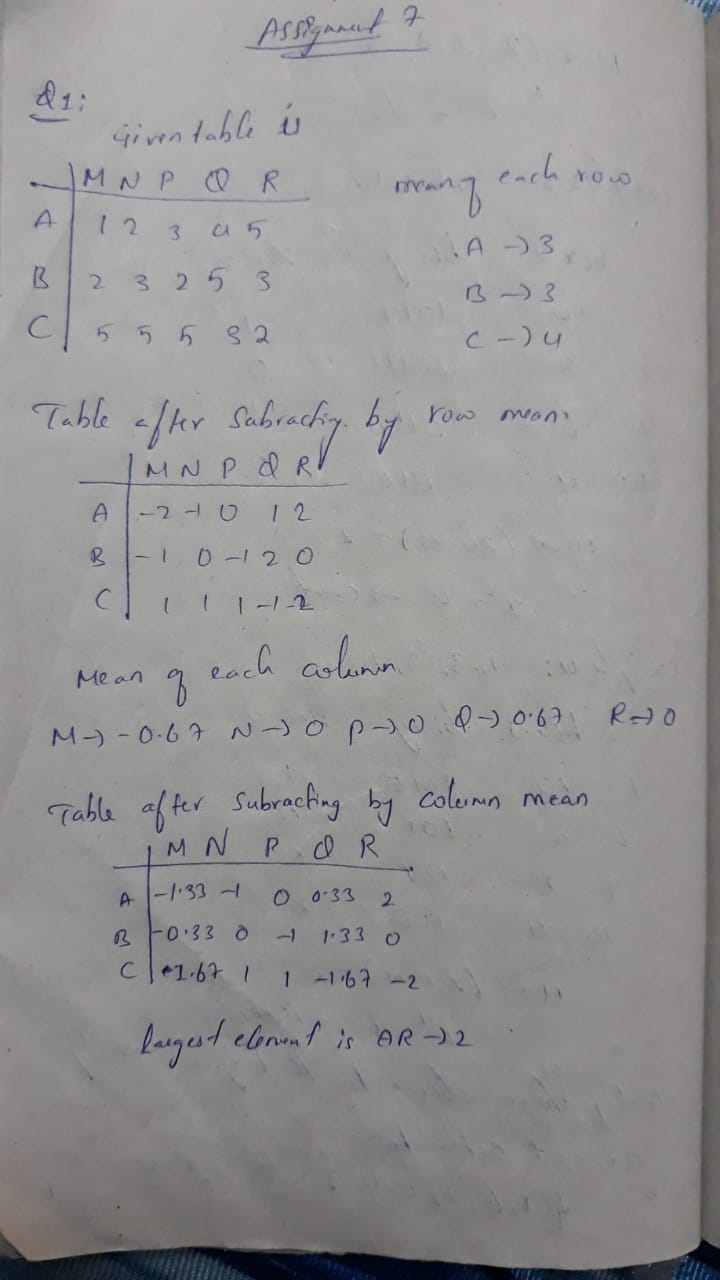 Assignment 7
Q1:
Given table is
M N P Q R
A 1 2 3 4 5
B 2 3 2 5 3
C 5 5 5 3 2
mean of each row
A → 3
B → 3
C → 4
Table after Subracting by row mean
M N P Q R
A -2 -1 0 1 2
B -1 0 -1 2 0
C 1 1 1 -1 -2
Mean of each column
M → -0.67 N → 0 P → 0 Q → 0.67 R → 0
Table after Subracting by Column mean
M N P Q R
A -1.33 -1 0 0.33 2
B -0.33 0 -1 1.33 0
C 1.67 1 1 -1.67 -2
largest element is AR → 2